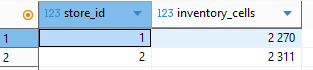 123 store_id 123 inventory_cells
1 1 2 270
2 2 2 311